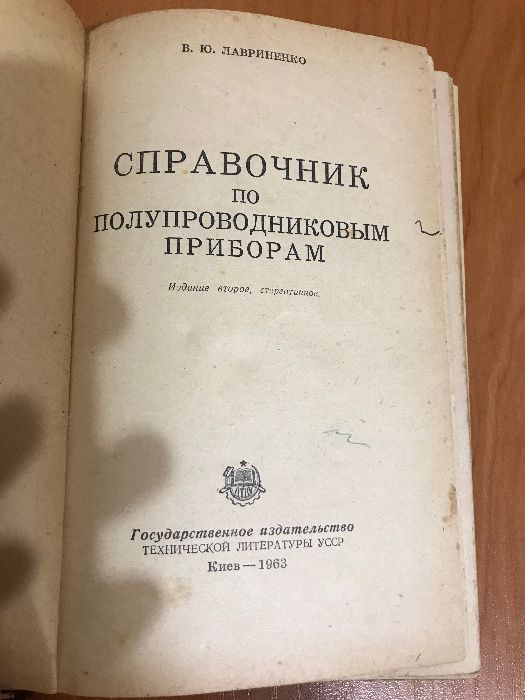 В. Ю. ЛАВРИНЕНКО
СПРАВОЧНИК
ПО
ПОЛУПРОВОДНИКОВЫМ
ПРИБОРАМ
Издание второе, стереотипное.
Государственное издательство
ТЕХНИЧЕСКОЙ ЛИТЕРАТУРЫ УССР
Киев — 1963